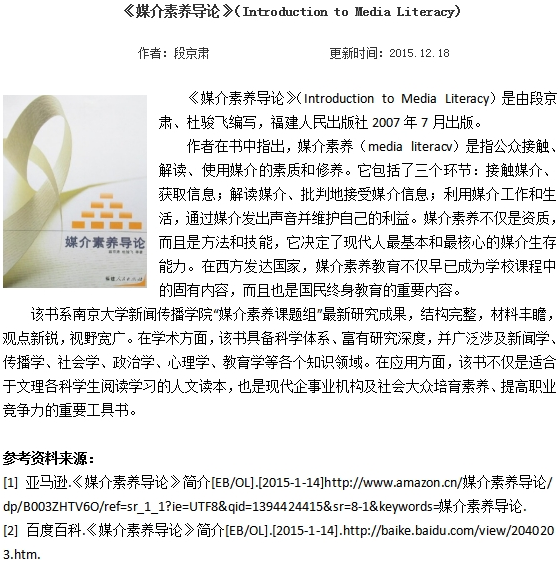 《媒介素养导论》(Introduction to Media Literacy)
作者：段京肃 更新时间：2015.12.18
《媒介素养导论》（Introduction to Media Literacy）是由段京
肃、杜骏飞编写，福建人民出版社 2007 年 7 月出版。
作者在书中指出，媒介素养（media literacy）是指公众接触、
解读、使用媒介的素质和修养。它包括了三个环节：接触媒介、
获取信息；解读媒介、批判地接受媒介信息；利用媒介工作和生
活，通过媒介发出声音并维护自己的利益。媒介素养不仅是资质，
而且是方法和技能，它决定了现代人最基本和最核心的媒介生存
能力。在西方发达国家，媒介素养教育不仅早已成为学校课程中
的固有内容，而且也是国民终身教育的重要内容。
媒介素养导论
福建人民出版社
该书系南京大学新闻传播学院“媒介素养课题组”最新研究成果，结构完整，材料丰瞻，
观点新锐，视野宽广。在学术方面，该书具备科学体系、富有研究深度，并广泛涉及新闻学、
传播学、社会学、政治学、心理学、教育学等各个知识领域。在应用方面，该书不仅是适合
于文理各科学生阅读学习的人文读本，也是现代企事业机构及社会大众培育素养、提高职业
竞争力的重要工具书。
参考资料来源：
[1] 亚马逊.《媒介素养导论》简介[EB/OL].[2015-1-14]http://www.amazon.cn/媒介素养导论/
dp/B003ZHTV6O/ref=sr_1_1?ie=UTF8&qid=1394424415&sr=8-1&keywords=媒介素养导论.
[2] 百度百科.《媒介素养导论》简介[EB/OL].[2015-1-14].http://baike.baidu.com/view/204020
3.htm.